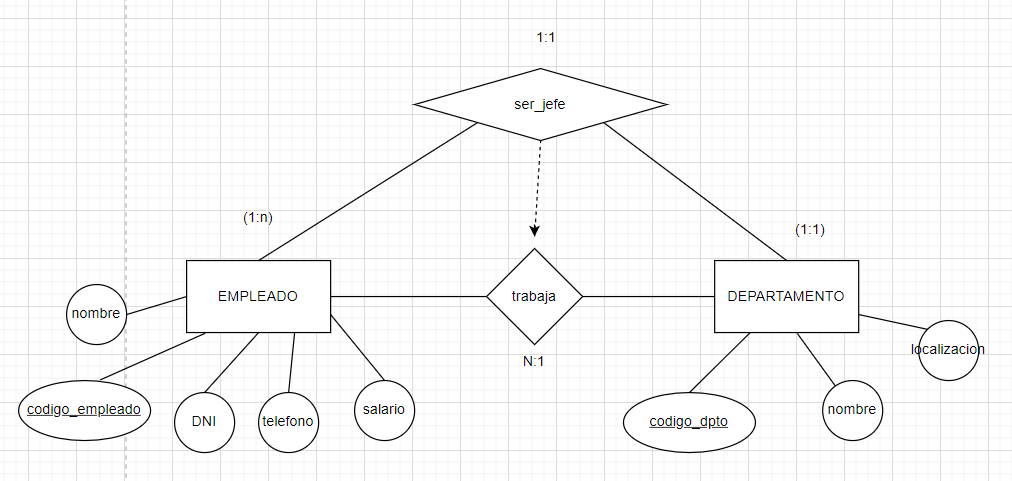 1:1
ser_jefe
(1:n)
(1:1)
EMPLEADO
trabaja
DEPARTAMENTO
nombre
localizacion
N:1
codigo_empleado
DNI
telefono
salario
codigo_dpto
nombre